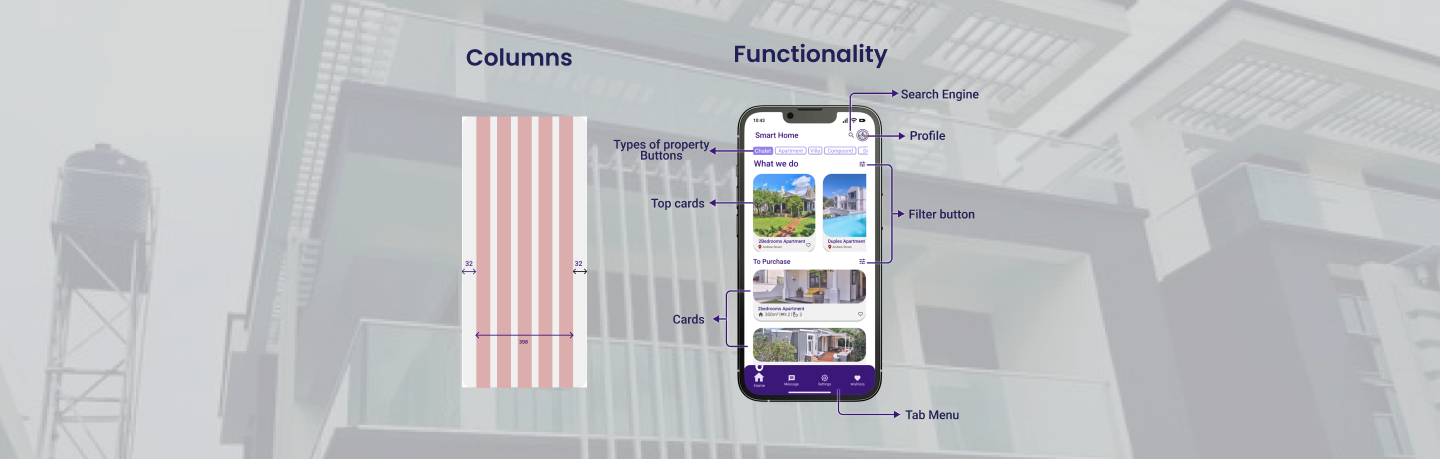 Columns
32
32
398
Functionality
Search Engine
Profile
Types of property
Buttons
Top cards
Filter button
Cards
Tab Menu
10:43
Smart Home
Chalet
Apartment
Villa
Compound
What we do
2Bedrooms Apartment
Duplex Apartment
To Purchase
2bedrooms Apartment
Home
Message
Settings
Wishlists